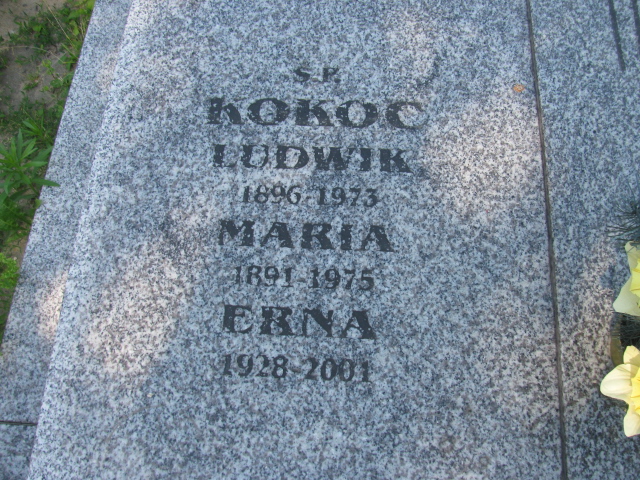 Ś.P.
KOKOC
LUDWIK
1896-1973
MARIA
1891-1975
ERNA
1928-2001